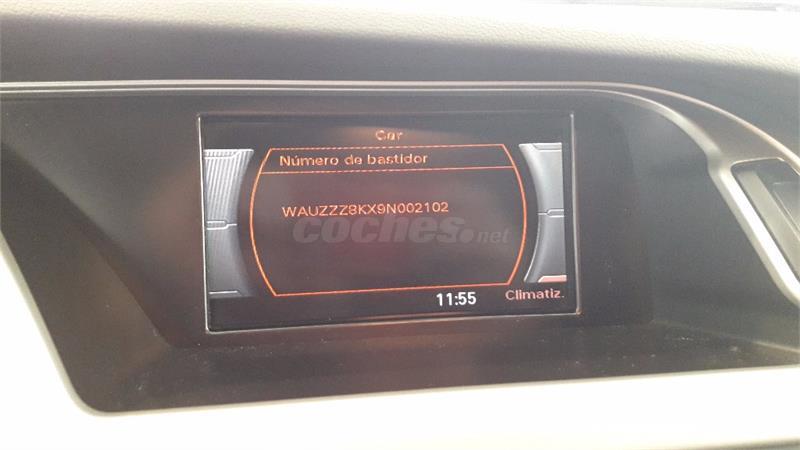 Car
Número de bastidor
WAUZZZ8KX9N002102
coches.net
11:55 Climatiz.